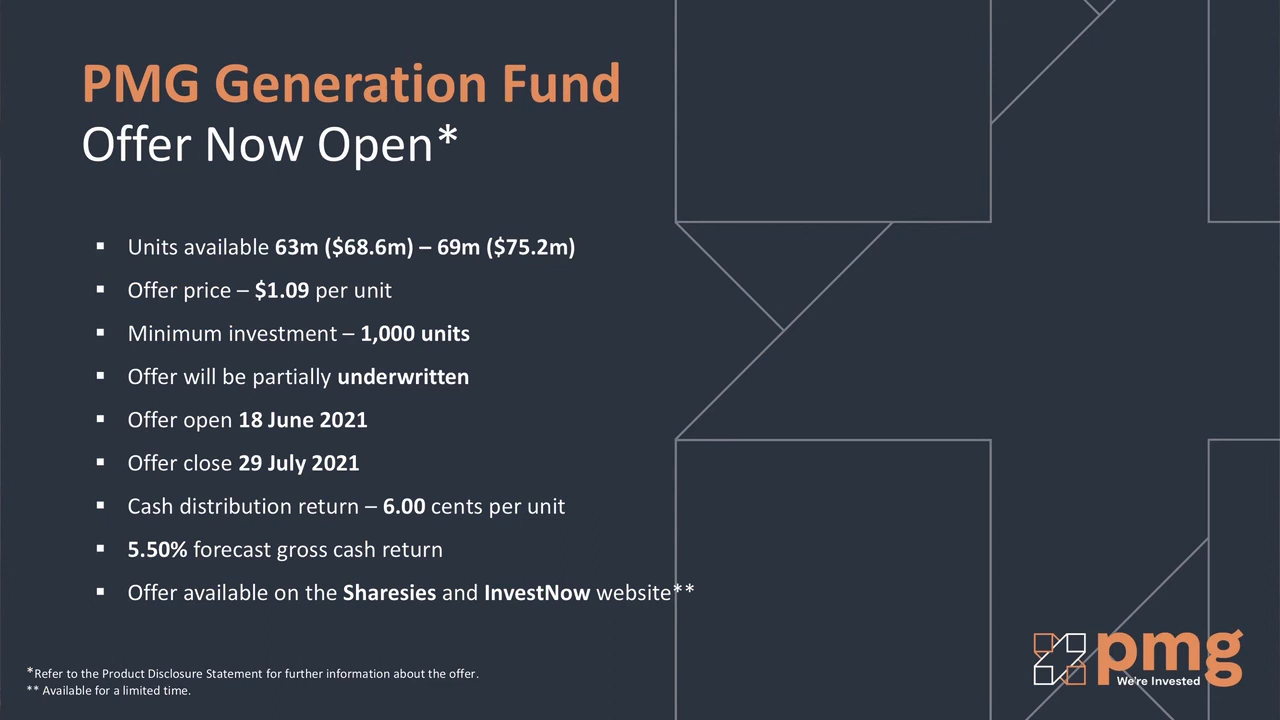 PMG Generation Fund
Offer Now Open*
▪ Units available 63m ($68.6m) – 69m ($75.2m)
▪ Offer price – $1.09 per unit
▪ Minimum investment – 1,000 units
▪ Offer will be partially underwritten
▪ Offer open 18 June 2021
▪ Offer close 29 July 2021
▪ Cash distribution return – 6.00 cents per unit
▪ 5.50% forecast gross cash return
▪ Offer available on the Sharesies and InvestNow website**
*Refer to the Product Disclosure Statement for further information about the offer.
** Available for a limited time.
pmg
We're Invested